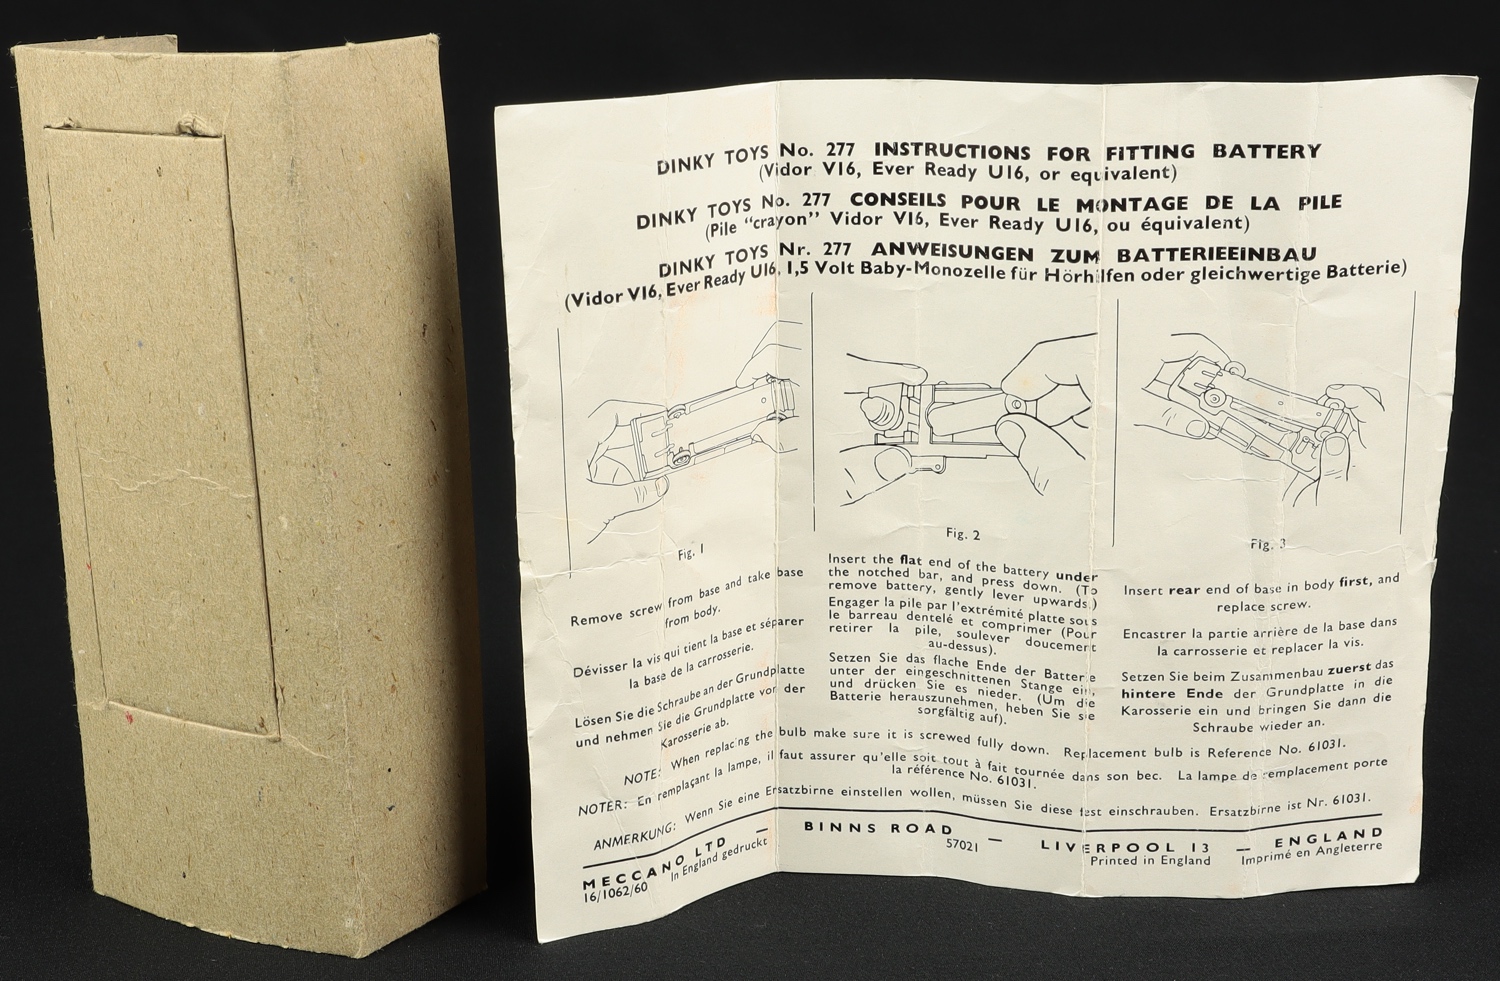 DINKY TOYS No. 277 INSTRUCTIONS FOR FITTING BATTERY
(Vidor V16, Ever Ready U16, or equivalent)
DINKY TOYS No. 277 CONSEILS POUR LE MONTAGE DE LA PILE
(Pile "crayon" Vidor V16, Ever Ready U16, ou équivalent)
DINKY TOYS Nr. 277 ANWEISUNGEN ZUM BATTERIEEINBAU
(Vidor V16, Ever Ready U16, 1,5 Volt Baby-Monozelle für Hörhilfen oder gleichwertige Batterie)
Fig. 1
Remove screw from base and take base
from body.
Dévisser la vis qui tient la base et séparer
la base de la carrosserie.
Lösen Sie die Schraube an der Grundplatte
und nehmen Sie die Grundplatte von der
Karosserie ab.
Fig. 2
Insert the flat end of the battery under
the notched bar, and press down. (To
remove battery, gently lever upwards.)
Engager la pile par l'extrémité platte sous
le barreau dentelé et comprimer (Pour
retirer la pile, soulever doucement
au-dessus).
Setzen Sie das flache Ende der Batterie
unter der eingeschnittenen Stange ein,
und drücken Sie es nieder. (Um die
Batterie herauszunehmen, heben Sie sie
sorgfältig auf).
Fig. 3
Insert rear end of base in body first, and
replace screw.
Encastrer la partie arrière de la base dans
la carrosserie et replacer la vis.
Setzen Sie beim Zusammenbau zuerst das
hintere Ende der Grundplatte in die
Karosserie ein und bringen Sie dann die
Schraube wieder an.
NOTE: When replacing the bulb make sure it is screwed fully down. Replacement bulb is Reference No. 61031.
NOTER: En remplaçant la lampe, il faut assurer qu'elle soit tout à fait tournée dans son bec. La lampe de remplacement porte
la référence No. 61031.
ANMERKUNG: Wenn Sie eine Ersatzbirne einstellen wollen, müssen Sie diese fest einschrauben. Ersatzbirne ist Nr. 61031.
MECCANO LTD — BINNS ROAD — LIVERPOOL 13 — ENGLAND
16/1062/60 In England gedruckt 57021 Printed in England Imprimé en Angleterre